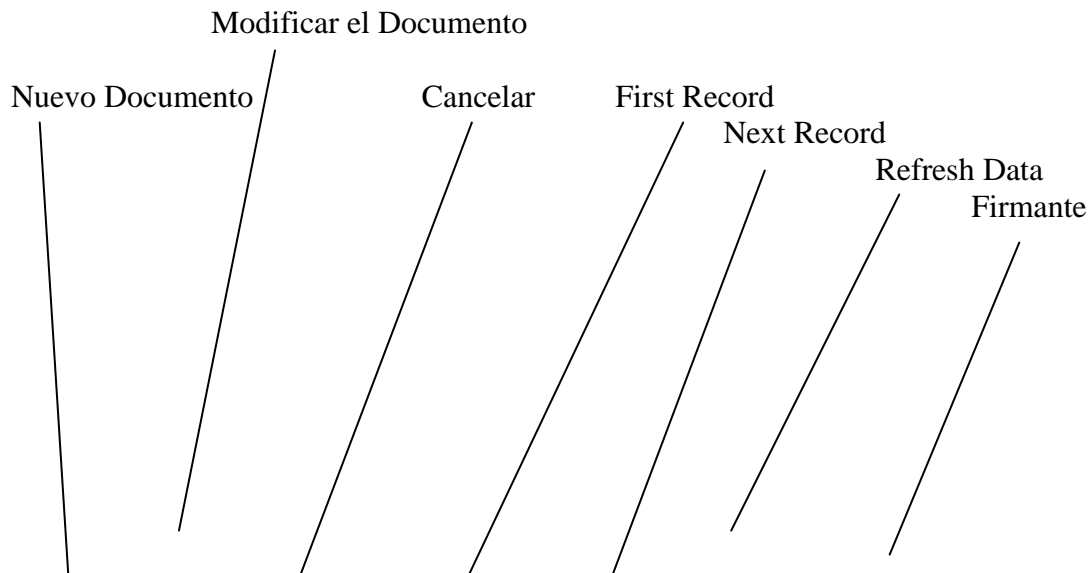 Modificar el Documento
Nuevo Documento
Cancelar
First Record
Next Record
Refresh Data
Firmante